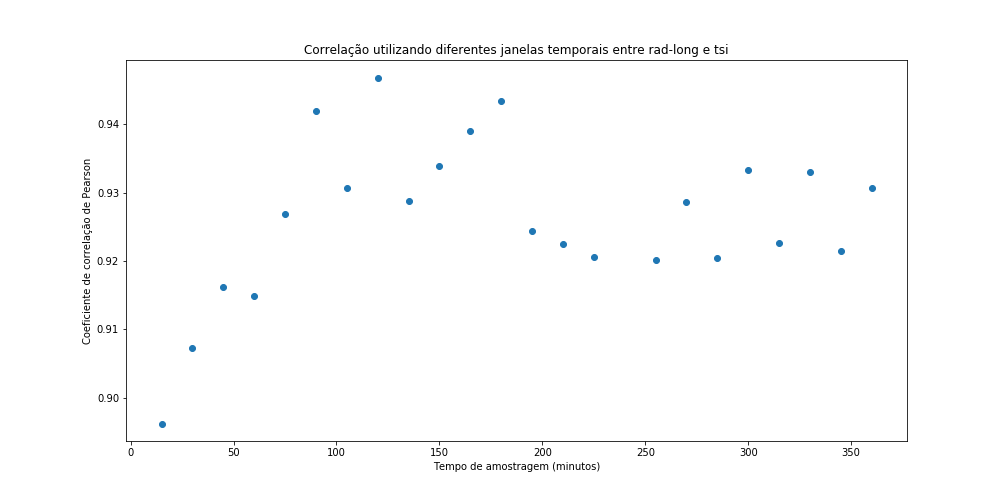 Correlação utilizando diferentes janelas temporais entre rad-long e tsi
Coeficiente de correlação de Pearson
0.94
0.93
0.92
0.91
0.90
0 50 100 150 200 250 300 350
Tempo de amostragem (minutos)